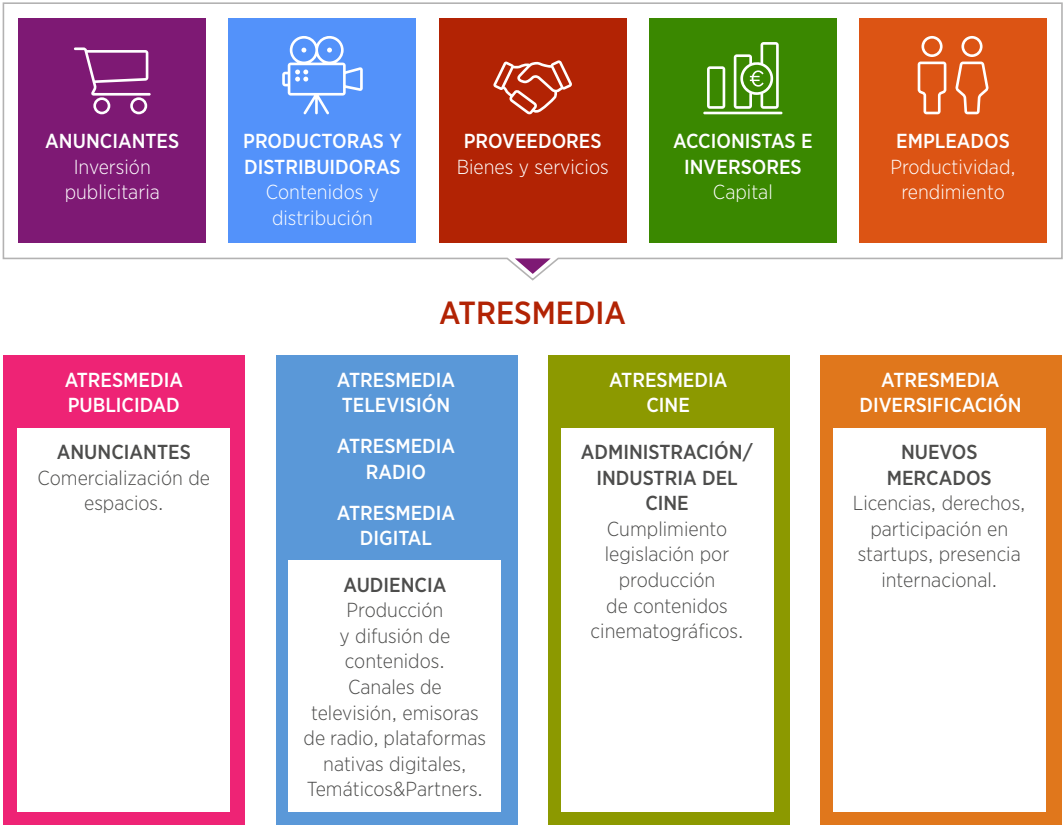 ANUNCIANTES
Inversión
publicitaria
PRODUCTORAS Y
DISTRIBUIDORAS
Contenidos y
distribución
PROVEEDORES
Bienes y servicios
€
ACCIONISTAS E
INVERSORES
Capital
EMPLEADOS
Productividad,
rendimiento
ATRESMEDIA
ATRESMEDIA
PUBLICIDAD
ANUNCIANTES
Comercialización de
espacios.
ATRESMEDIA
TELEVISIÓN
ATRESMEDIA
RADIO
ATRESMEDIA
DIGITAL
AUDIENCIA
Producción
y difusión de
contenidos.
Canales de
televisión, emisoras
de radio, plataformas
nativas digitales,
Temáticos&Partners.
ATRESMEDIA
CINE
ADMINISTRACIÓN/
INDUSTRIA DEL
CINE
Cumplimiento
legislación por
producción
de contenidos
cinematográficos.
ATRESMEDIA
DIVERSIFICACIÓN
NUEVOS
MERCADOS
Licencias, derechos,
participación en
startups, presencia
internacional.